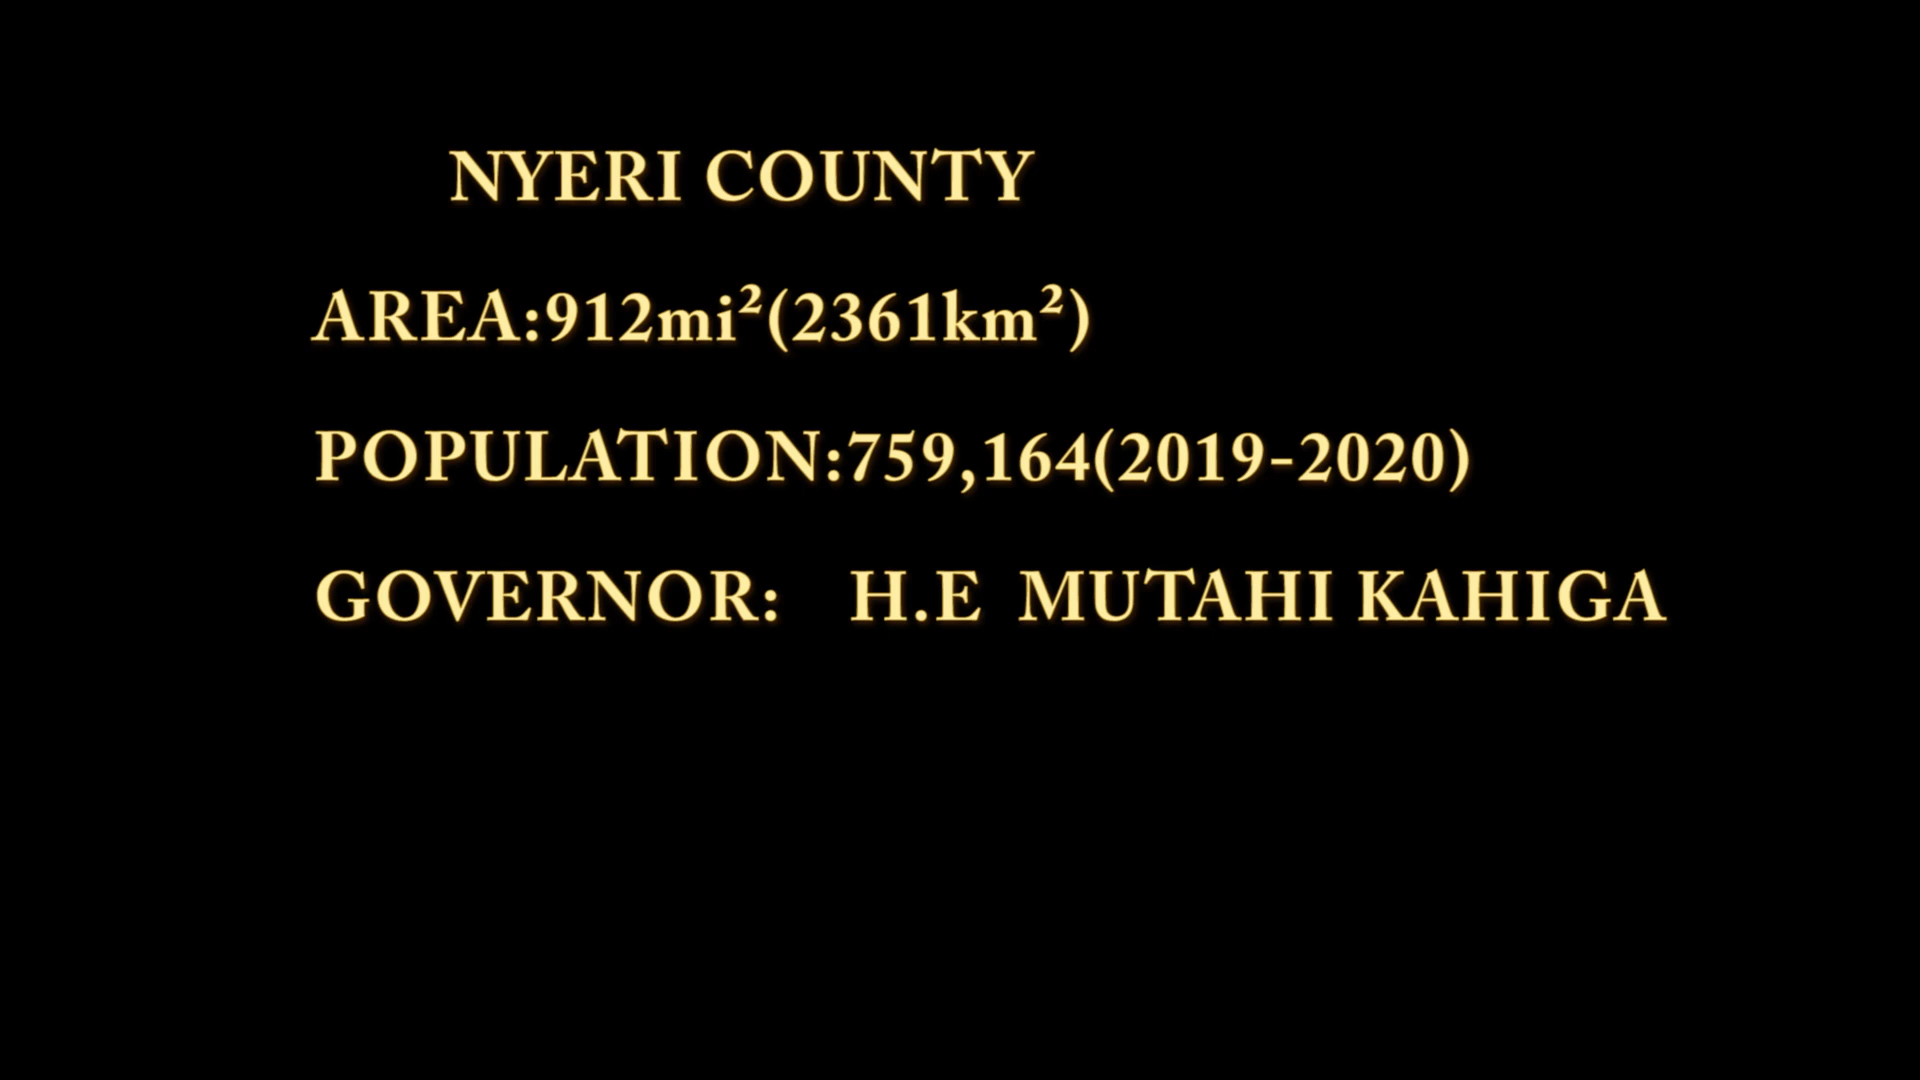 NYERI COUNTY
AREA:912mi²(2361km²)
POPULATION:759,164(2019-2020)
GOVERNOR: H.E MUTAHI KAHIGA